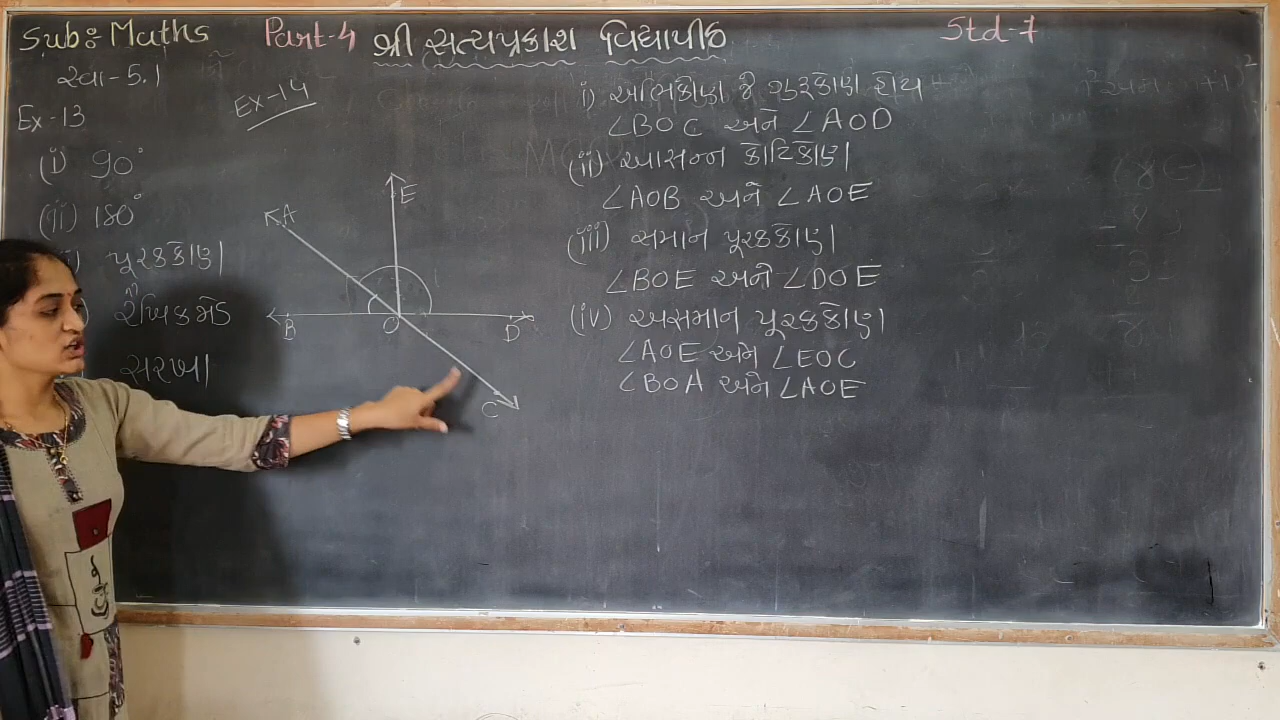 Sub: Maths Part-4 શ્રી સત્યપ્રકાશ વિદ્યાપીઠ Std-7
સ્વા-5.1
Ex-13
(i) 90°
(ii) 180°
પૂરકકોણ
રૈખિક
સરખા
Ex-14
A
E
B
O
D
C
i) અભિકોણ જે ગુરૂકોણ હોય
∠BOC અને ∠AOD
(ii) આસન્ન કોટિકોણ
∠AOB અને ∠AOE
(iii) સમાન પૂરકકોણ
∠BOE અને ∠DOE
(iv) અસમાન પૂરકકોણ
∠AOE અને ∠EOC
∠BOA અને ∠AOE